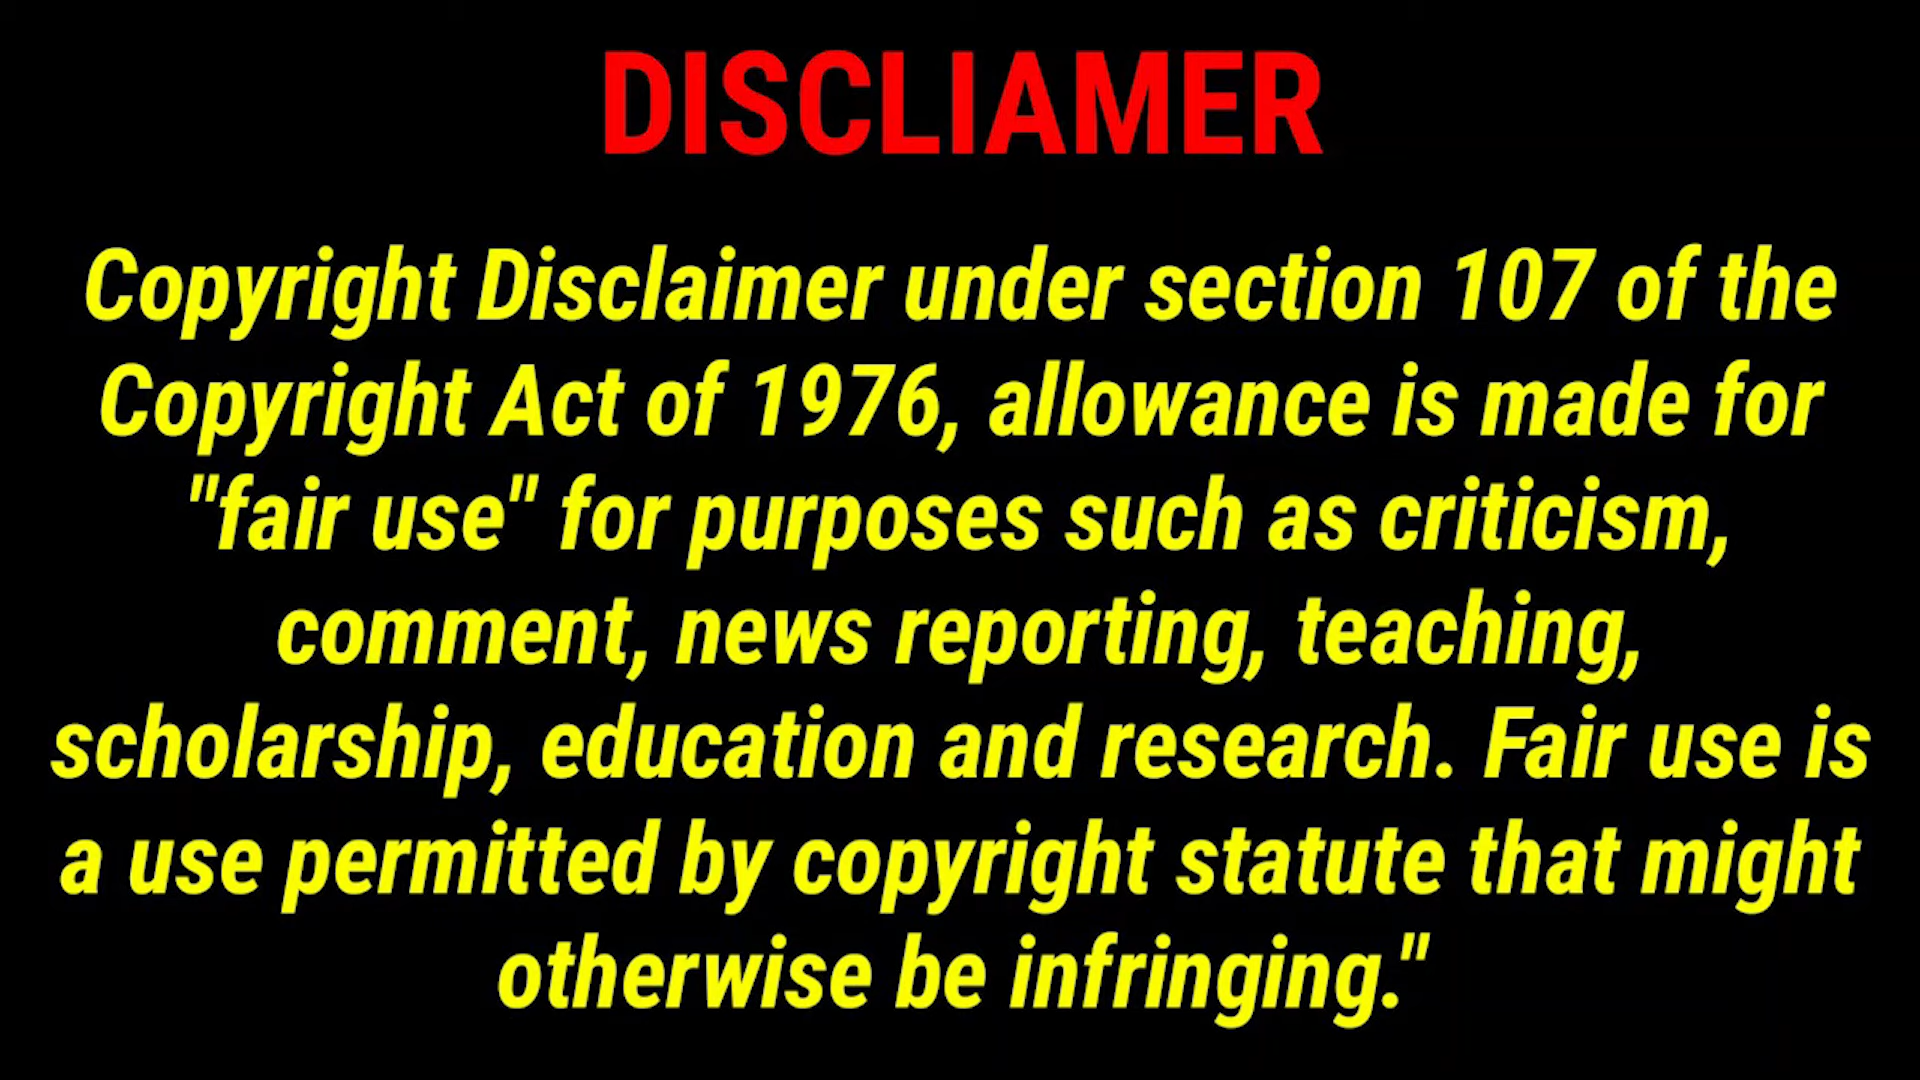 DISCLIAMER
Copyright Disclaimer under section 107 of the
Copyright Act of 1976, allowance is made for
"fair use" for purposes such as criticism,
comment, news reporting, teaching,
scholarship, education and research. Fair use is
a use permitted by copyright statute that might
otherwise be infringing."